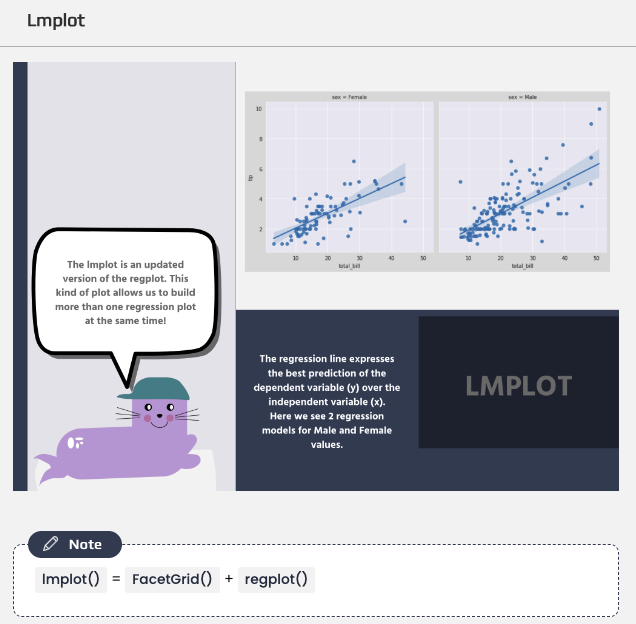 Lmplot
sex = Female
sex = Male
10
8
6
4
2
tip
10
20
30
40
50
total_bill
10
20
30
40
50
total_bill
The lmplot is an updated
version of the regplot. This
kind of plot allows us to build
more than one regression plot
at the same time!
The regression line expresses
the best prediction of the
dependent variable (y) over the
independent variable (x).
Here we see 2 regression
models for Male and Female
values.
LMPLOT
Note
lmplot() = FacetGrid() + regplot()